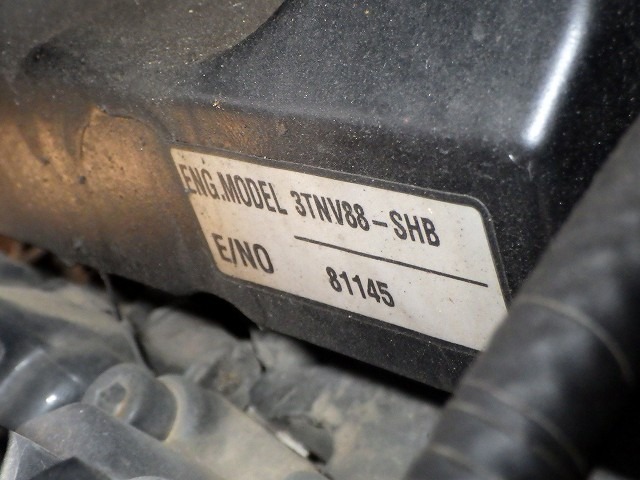 ENG.MODEL 3TNV88-SHB
E/NO 81145